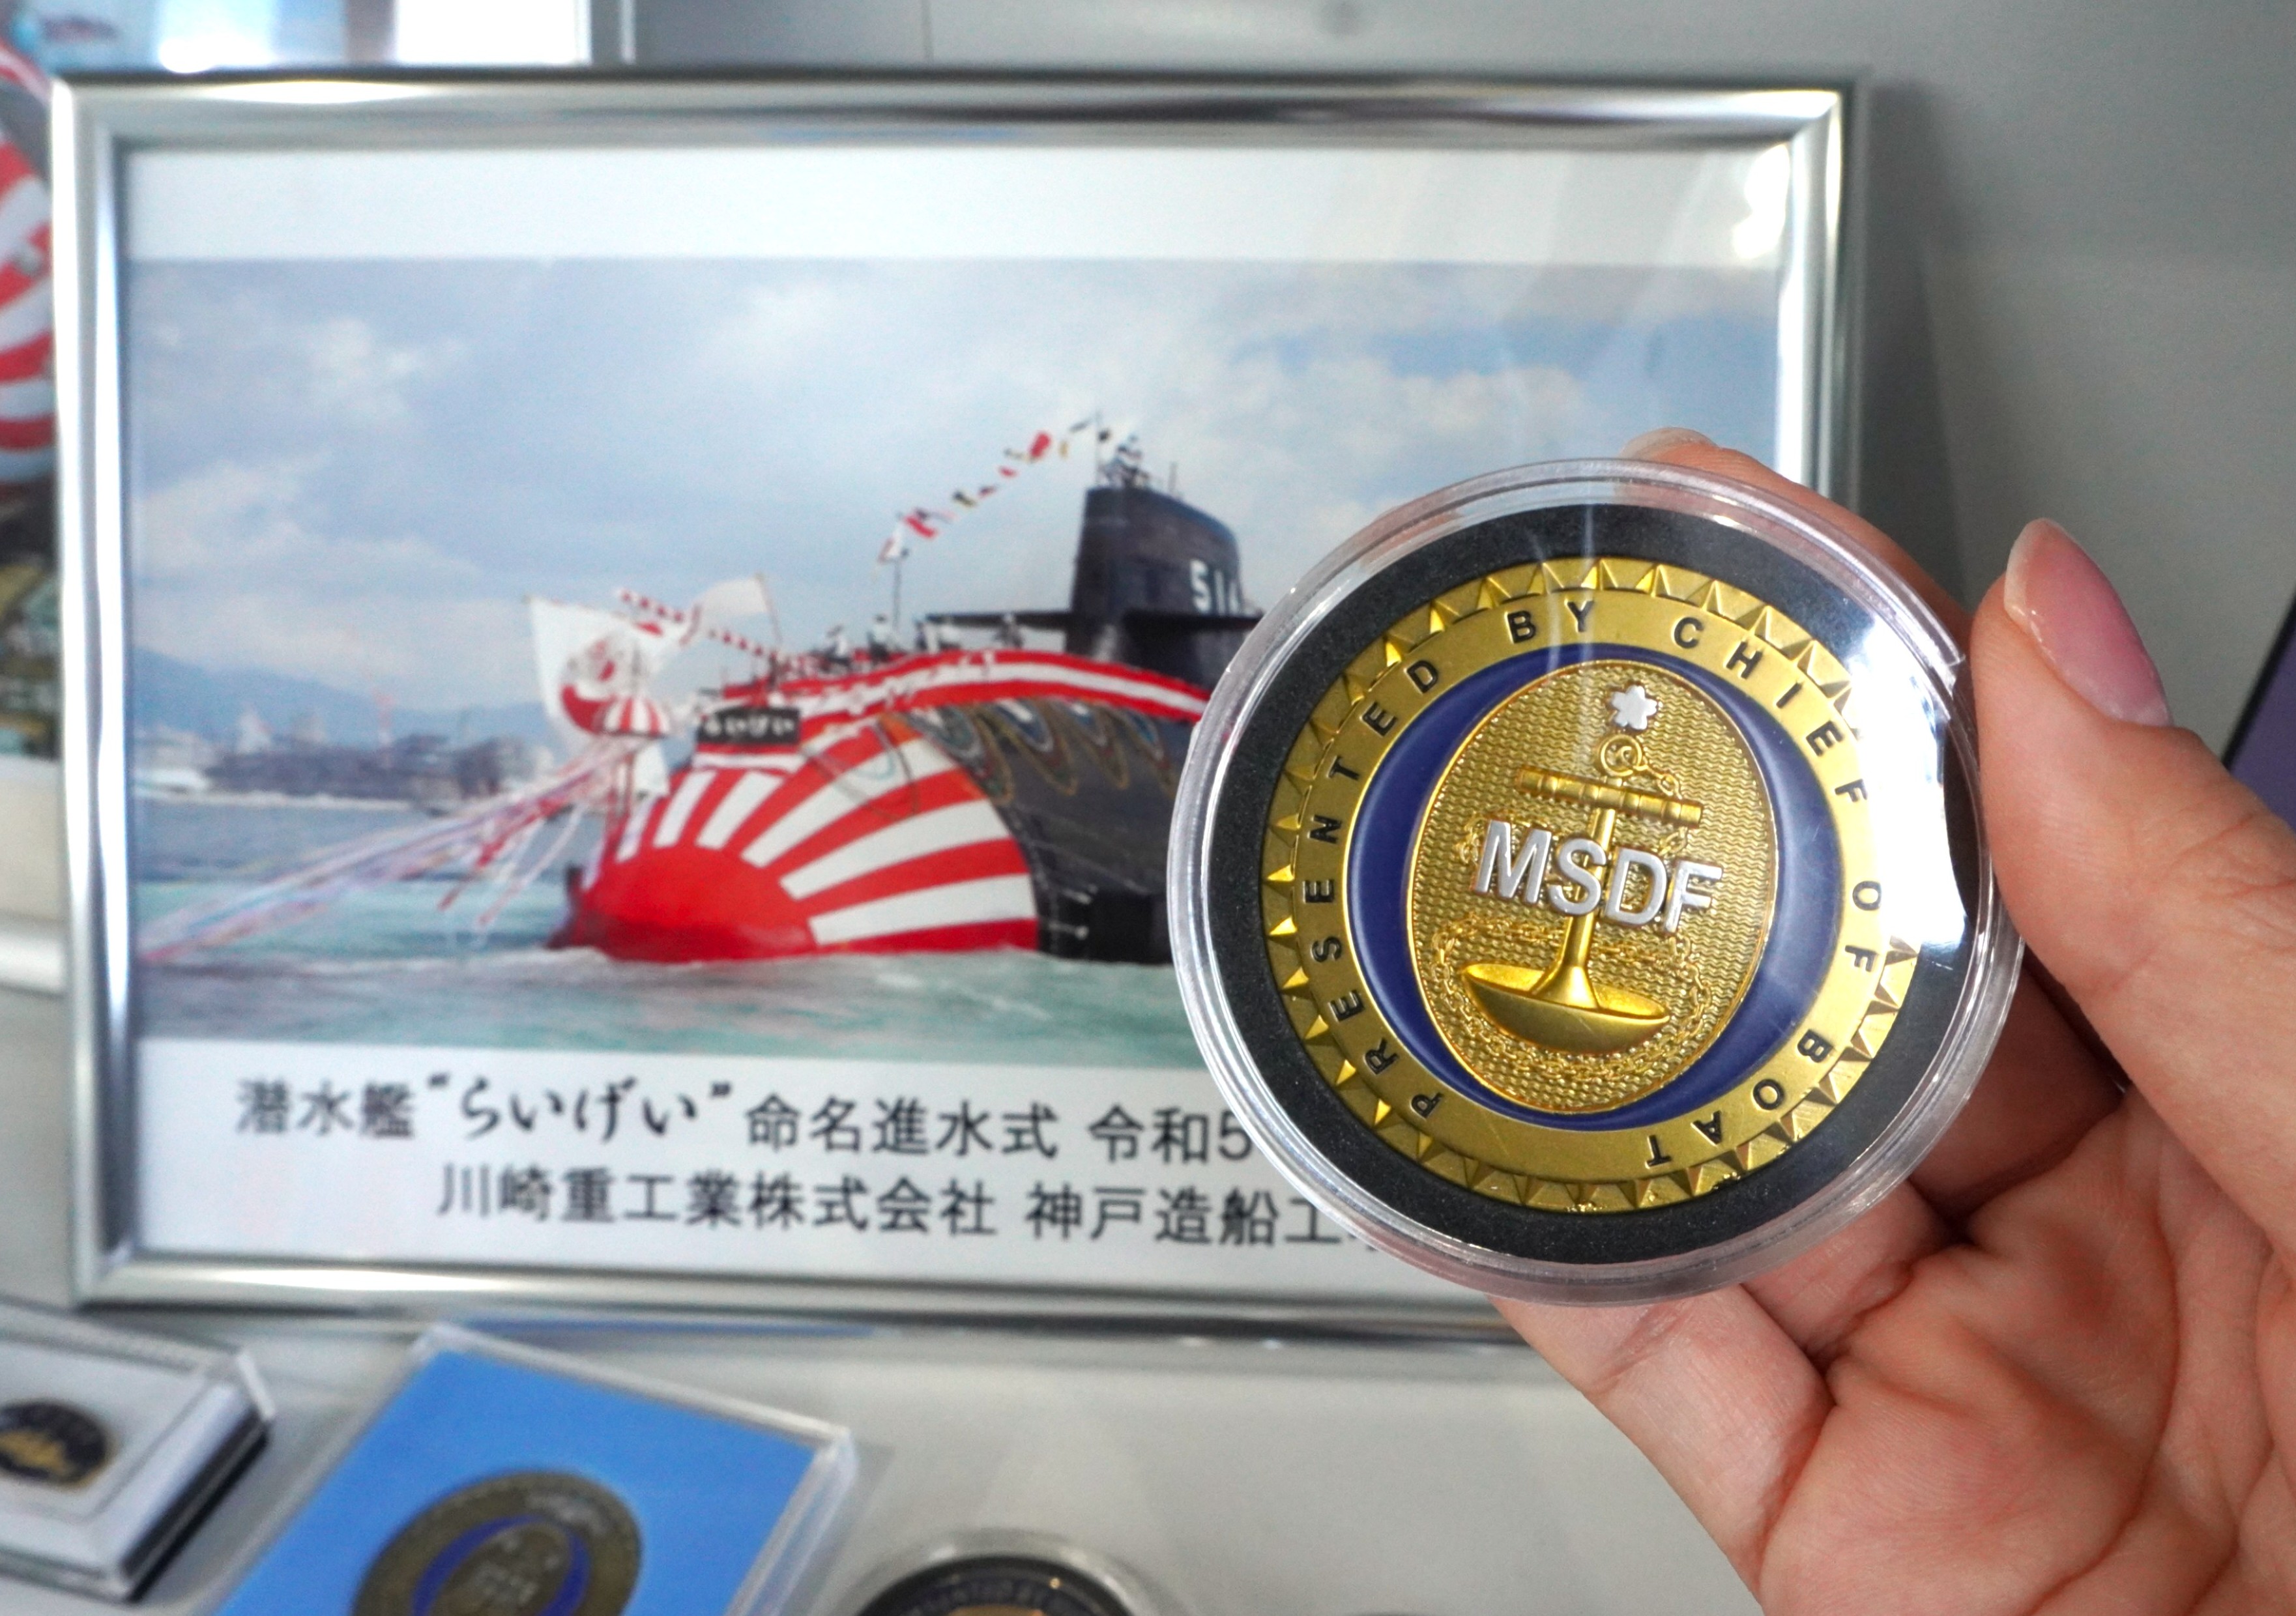 514
らいげい
潜水艦“らいげい”命名進水式 令和5
川崎重工業株式会社 神戸造船工
PRESENTED BY CHIEF OF BOAT
MSDF